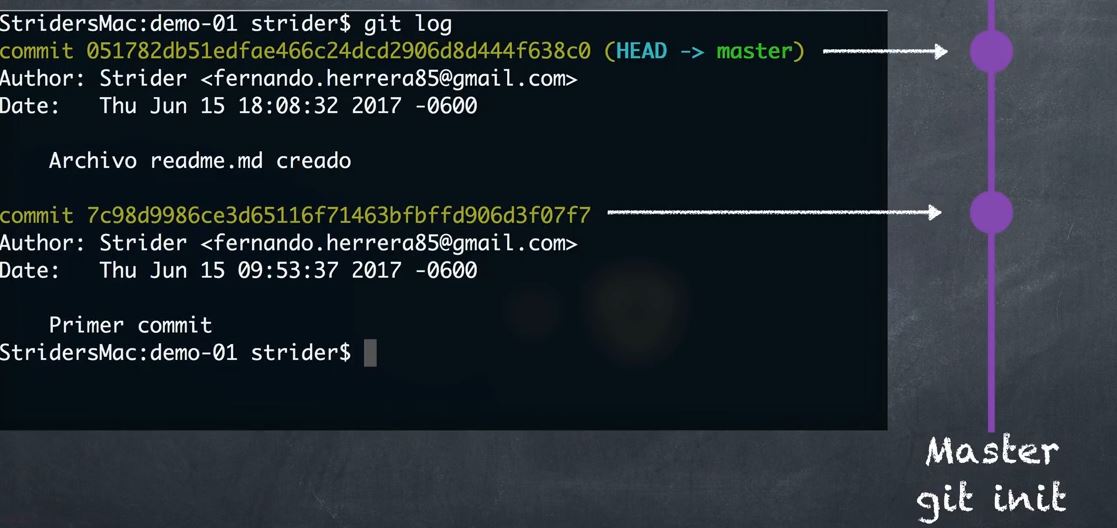 StridersMac:demo-01 strider$ git log
commit 051782db51edfae466c24dcd2906d8d444f638c0 (HEAD -> master)
Author: Strider <fernando.herrera85@gmail.com>
Date:   Thu Jun 15 18:08:32 2017 -0600
    Archivo readme.md creado
commit 7c98d9986ce3d65116f71463bfbffd906d3f07f7
Author: Strider <fernando.herrera85@gmail.com>
Date:   Thu Jun 15 09:53:37 2017 -0600
    Primer commit
StridersMac:demo-01 strider$
Master
git init